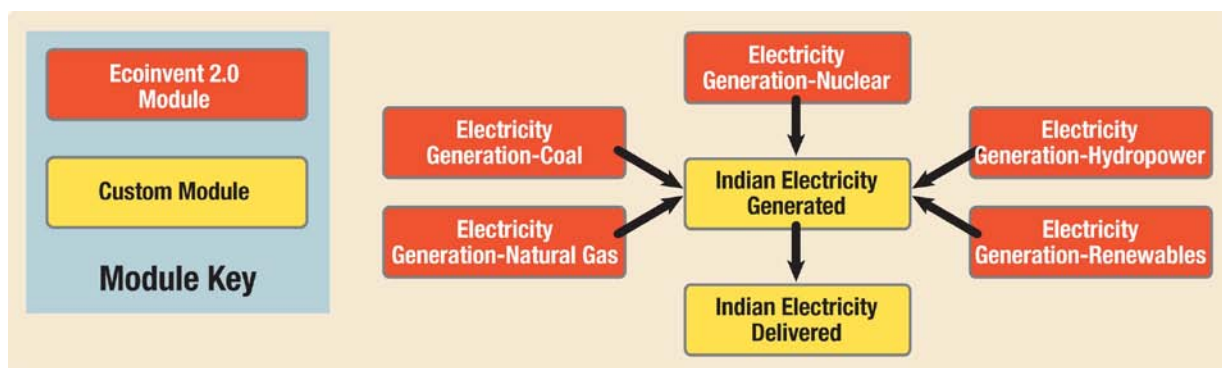 Ecoinvent 2.0
Module
Custom Module
Module Key
Electricity
Generation-Nuclear
Electricity
Generation-Coal
Electricity
Generation-Natural Gas
Indian Electricity
Generated
Indian Electricity
Delivered
Electricity
Generation-Hydropower
Electricity
Generation-Renewables